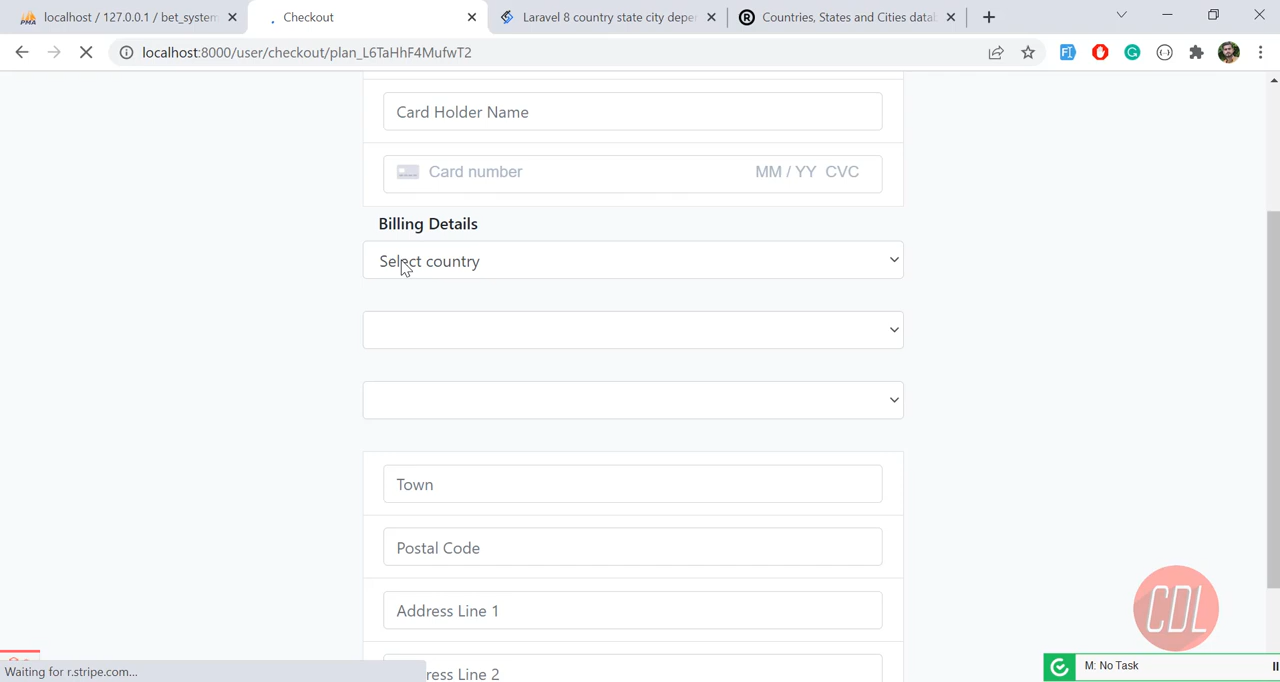 localhost / 127.0.0.1 / bet_system
Checkout
Laravel 8 country state city depe
Countries, States and Cities datab
localhost:8000/user/checkout/plan_L6TaHhF4MufwT2
Card Holder Name
Card number
MM / YY CVC
Billing Details
Select country
Town
Postal Code
Address Line 1
ress Line 2
Waiting for r.stripe.com...
CDL
M: No Task